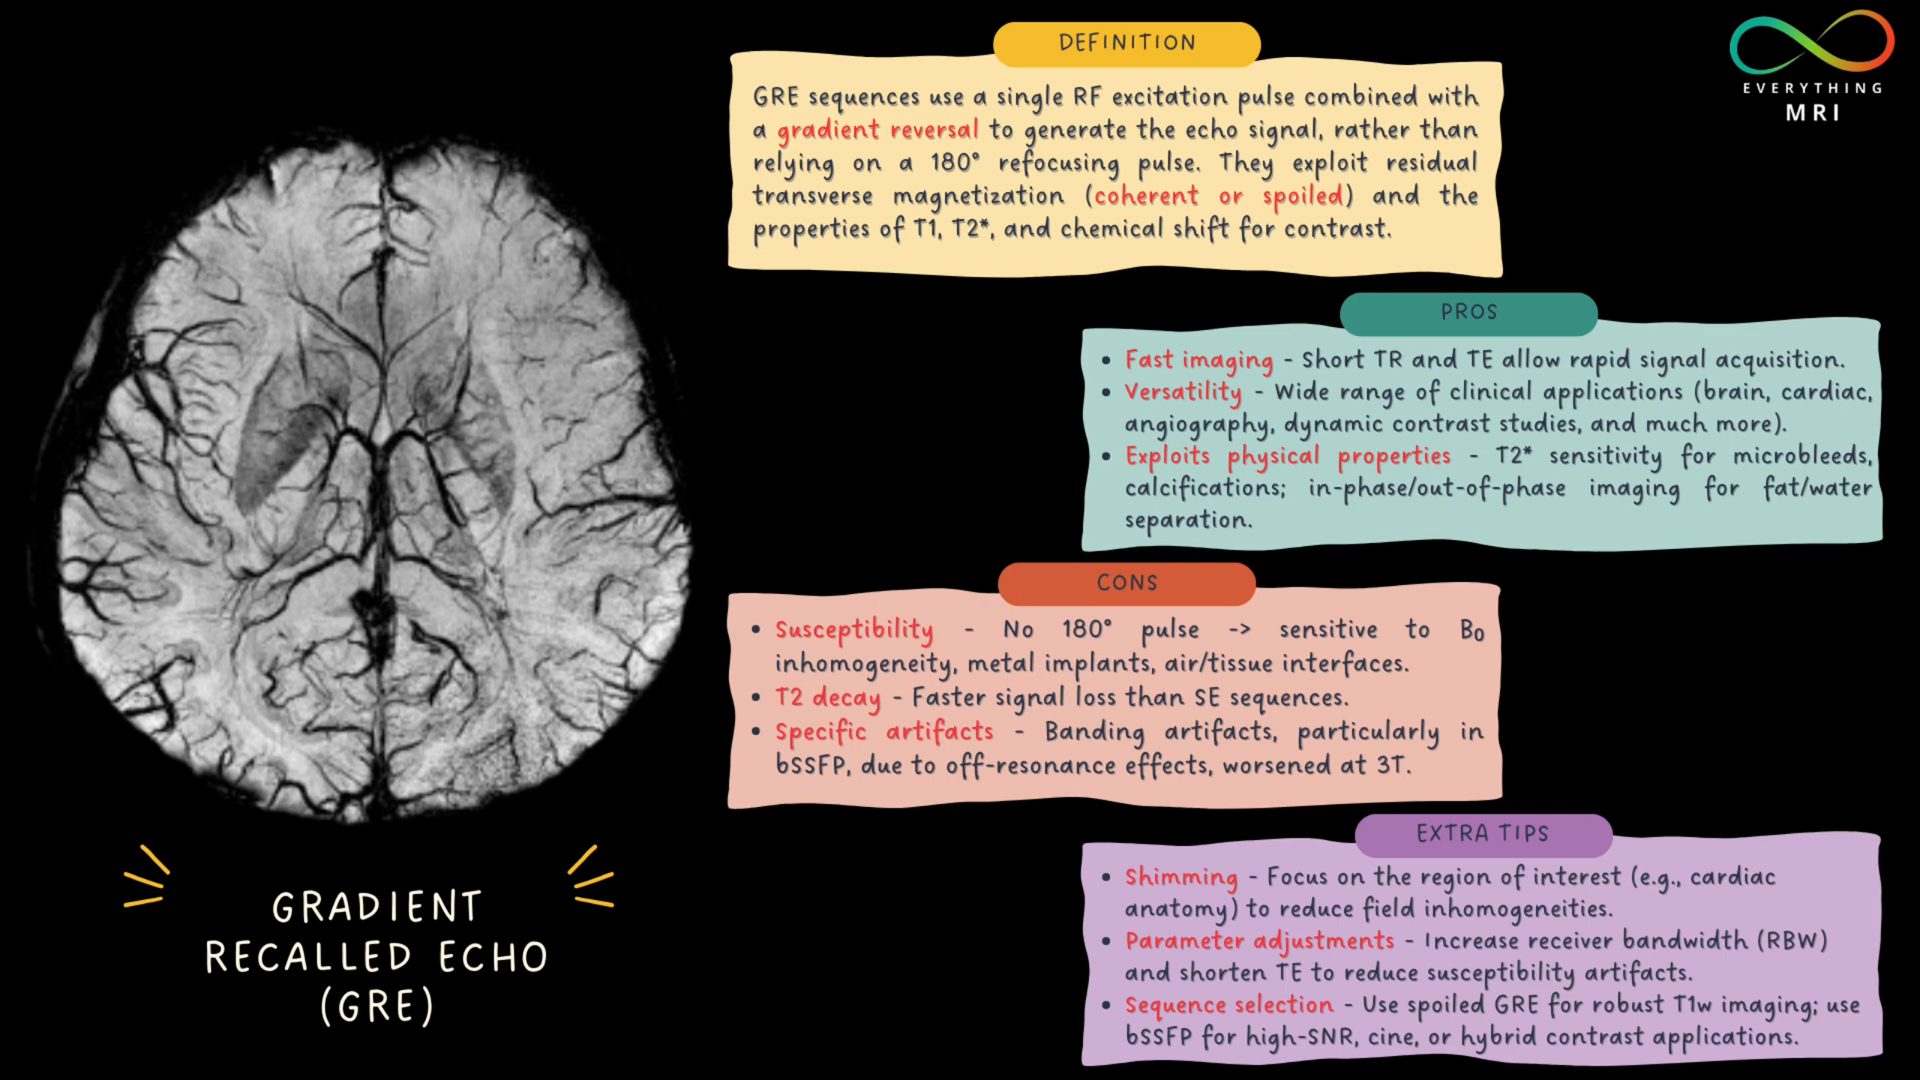 EVERYTHING
MRI
DEFINITION
GRE sequences use a single RF excitation pulse combined with
a gradient reversal to generate the echo signal, rather than
relying on a 180° refocusing pulse. They exploit residual
transverse magnetization (coherent or spoiled) and the
properties of T1, T2*, and chemical shift for contrast.
PROS
• Fast imaging - Short TR and TE allow rapid signal acquisition.
• Versatility - Wide range of clinical applications (brain, cardiac,
angiography, dynamic contrast studies, and much more).
• Exploits physical properties - T2* sensitivity for microbleeds,
calcifications; in-phase/out-of-phase imaging for fat/water
separation.
CONS
• Susceptibility - No 180° pulse -> sensitive to B₀
inhomogeneity, metal implants, air/tissue interfaces.
• T2 decay - Faster signal loss than SE sequences.
• Specific artifacts - Banding artifacts, particularly in
bSSFP, due to off-resonance effects, worsened at 3T.
EXTRA TIPS
• Shimming - Focus on the region of interest (e.g., cardiac
anatomy) to reduce field inhomogeneities.
• Parameter adjustments - Increase receiver bandwidth (RBW)
and shorten TE to reduce susceptibility artifacts.
• Sequence selection - Use spoiled GRE for robust T1w imaging; use
bSSFP for high-SNR, cine, or hybrid contrast applications.
GRADIENT
RECALLED ECHO
(GRE)